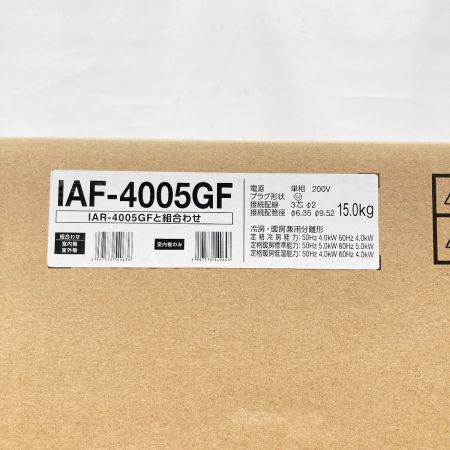 IAF-4005GF
IAR-4005GFと組合わせ
組合わせ
室内機
室外機
室内機のみ
電源 単相 200V
プラグ形状
接続配線 3芯 φ2
接続配管径 φ6.35 φ9.52
15.0kg
冷房・暖房兼用分離形
定格冷房能力: 50Hz 4.0kW 60Hz 4.0kW
定格暖房標準能力: 50Hz 5.0kW 60Hz 5.0kW
定格暖房低温能力: 50Hz 4.0kW 60Hz 4.0kW